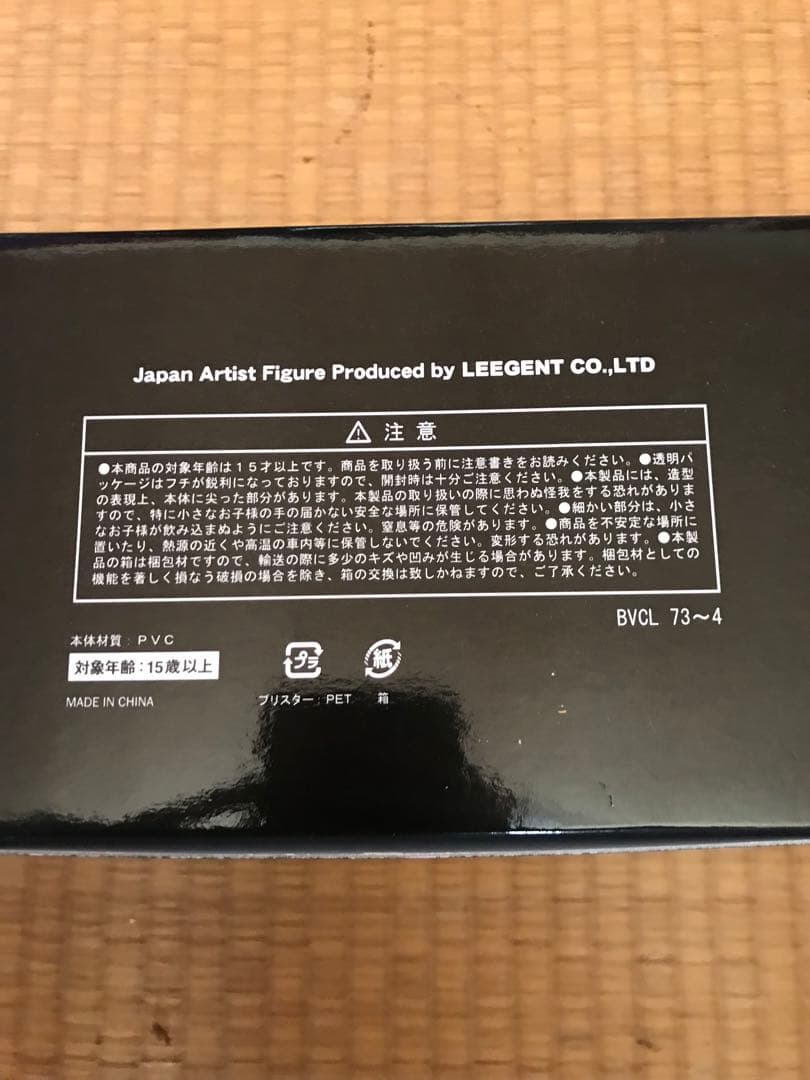 Japan Artist Figure Produced by LEEGENT CO.,LTD
⚠ 注意
●本商品の対象年齢は15才以上です。商品を取り扱う前に注意書きをお読みください。●透明パ
ッケージはフチが鋭利になっておりますので、開封時は十分ご注意ください。●本製品には、造型
の表現上、本体に尖った部分があります。本製品の取り扱いの際に思わぬ怪我をする恐れがありま
すので、特に小さなお子様の手の届かない安全な場所に保管してください。●細かい部分は、小さ
なお子様が飲み込まぬようにご注意ください。窒息等の危険があります。●商品を不安定な場所に
置いたり、熱源の近くや高温の車内等に保管しないでください。変形する恐れがあります。●本製
品の箱は梱包材ですので、輸送の際に多少のキズや凹みが生じる場合があります。梱包材としての
機能を著しく損なう破損の場合を除き、箱の交換は致しかねますので、ご了承ください。
BVCL 73〜4
本体材質:PVC
対象年齢:15歳以上
MADE IN CHINA
プラ
ブリスター:PET
紙
箱